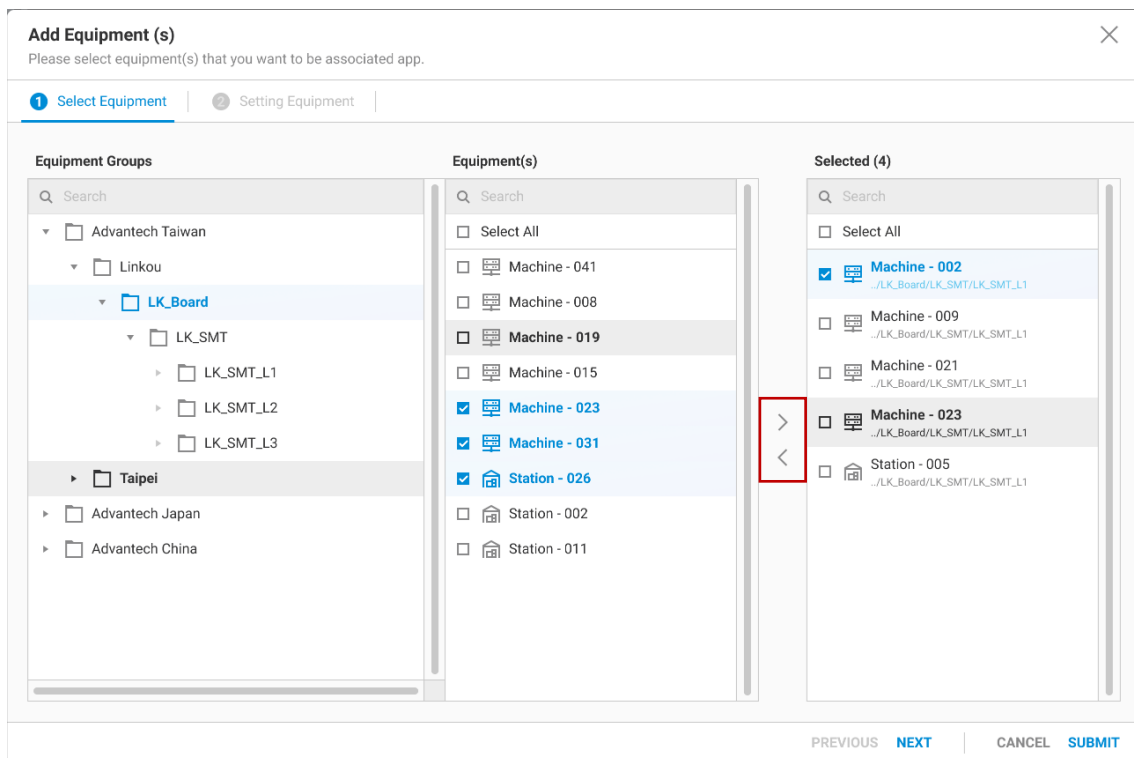 Add Equipment (s)
Please select equipment(s) that you want to be associated app.
1 Select Equipment
2 Setting Equipment
Equipment Groups
Search
Advantech Taiwan
Linkou
LK_Board
LK_SMT
LK_SMT_L1
LK_SMT_L2
LK_SMT_L3
Taipei
Advantech Japan
Advantech China
Equipment(s)
Search
Select All
Machine - 041
Machine - 008
Machine - 019
Machine - 015
Machine - 023
Machine - 031
Station - 026
Station - 002
Station - 011
Selected (4)
Search
Select All
Machine - 002
../LK_Board/LK_SMT/LK_SMT_L1
Machine - 009
../LK_Board/LK_SMT/LK_SMT_L1
Machine - 021
../LK_Board/LK_SMT/LK_SMT_L1
Machine - 023
../LK_Board/LK_SMT/LK_SMT_L1
Station - 005
../LK_Board/LK_SMT/LK_SMT_L1
PREVIOUS NEXT CANCEL SUBMIT